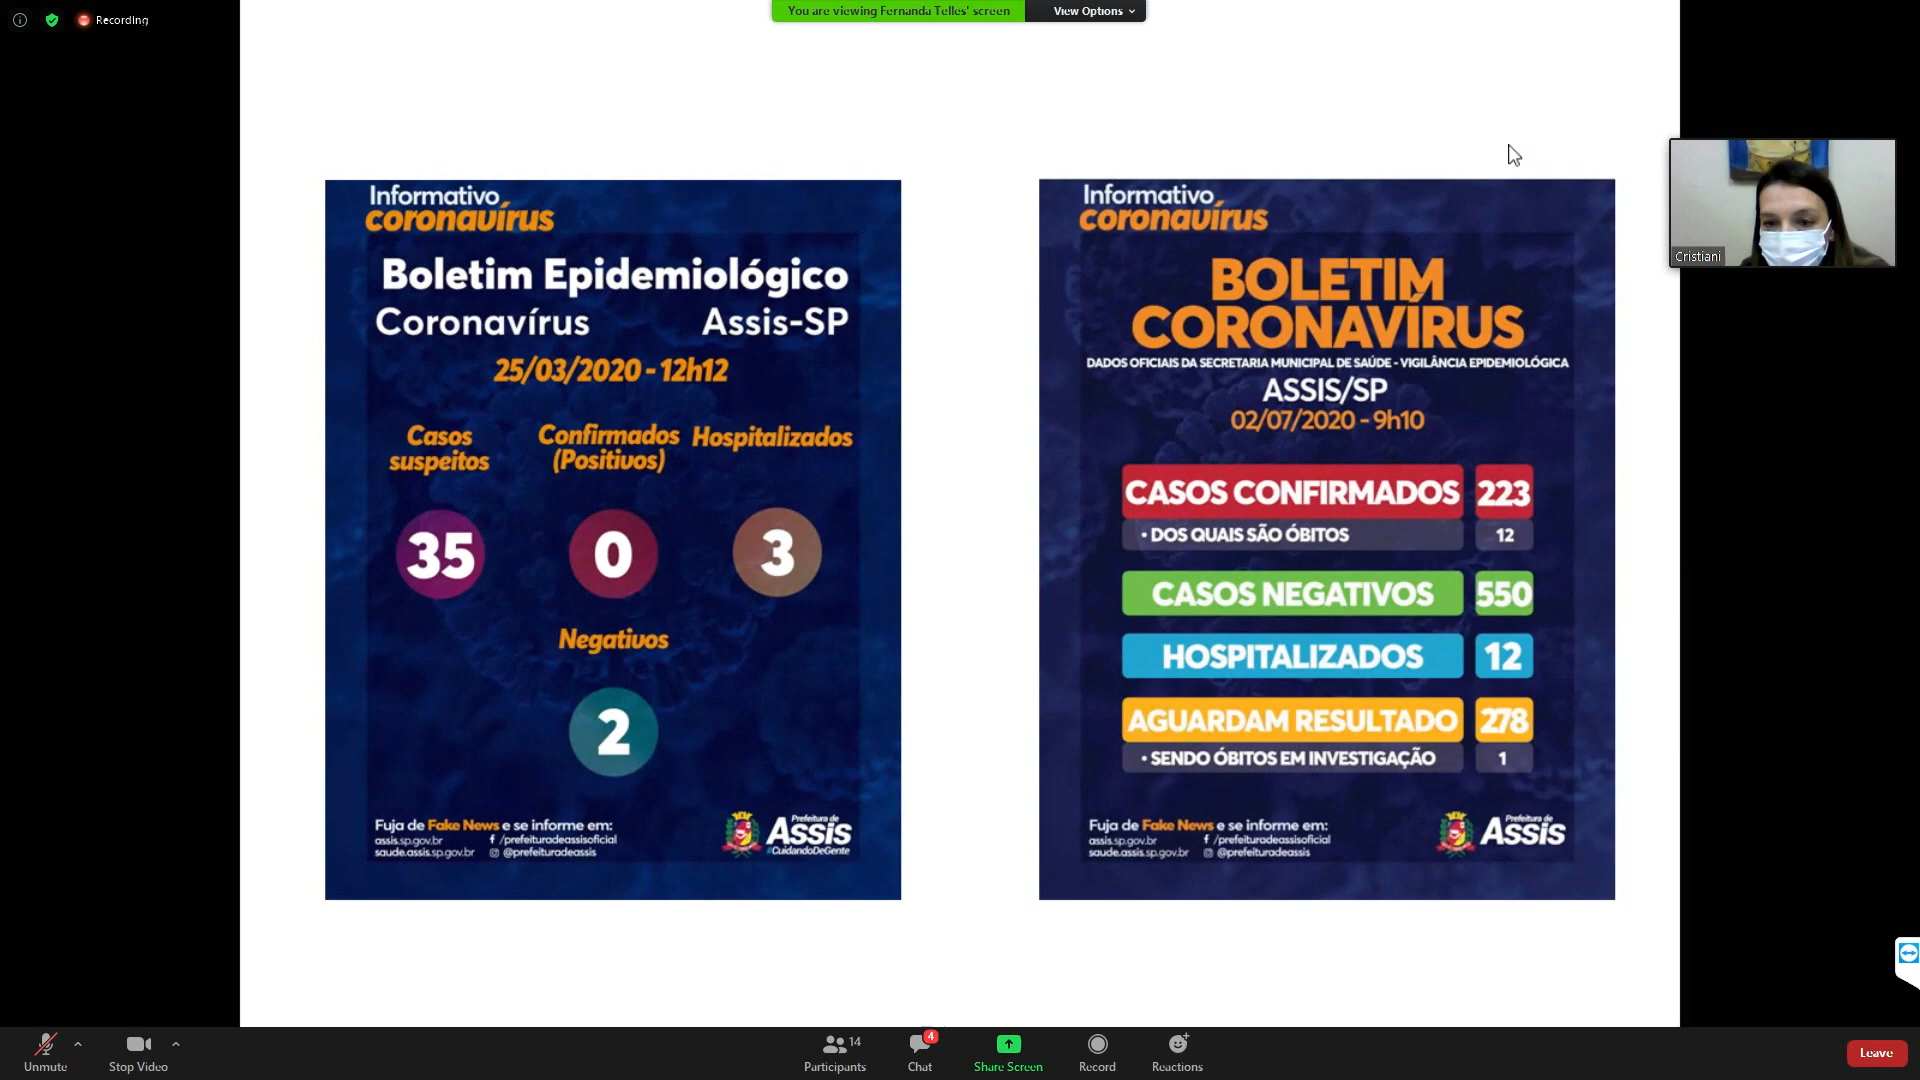 Recording
You are viewing Fernanda Telles' screen
View Options
Informativo
coronavírus
Boletim Epidemiológico
Coronavírus Assis-SP
25/03/2020 - 12h12
Casos
suspeitos
Confirmados
(Positivos)
Hospitalizados
35
0
3
Negativos
2
Fuja de Fake News e se informe em:
assis.sp.gov.br /prefeituradeassisoficial
saude.assis.sp.gov.br @prefeituradeassis
Prefeitura de
Assis
#CuidandoDeGente
Informativo
coronavírus
BOLETIM
CORONAVÍRUS
DADOS OFICIAIS DA SECRETARIA MUNICIPAL DE SAÚDE - VIGILÂNCIA EPIDEMIOLÓGICA
ASSIS/SP
02/07/2020 - 9h10
CASOS CONFIRMADOS 223
• DOS QUAIS SÃO ÓBITOS 12
CASOS NEGATIVOS 550
HOSPITALIZADOS 12
AGUARDAM RESULTADO 278
• SENDO ÓBITOS EM INVESTIGAÇÃO 1
Fuja de Fake News e se informe em:
assis.sp.gov.br /prefeituradeassisoficial
saude.assis.sp.gov.br @prefeituradeassis
Prefeitura de
Assis
Cristiani
Unmute
Stop Video
14
Participants
4
Chat
Share Screen
Record
Reactions
Leave